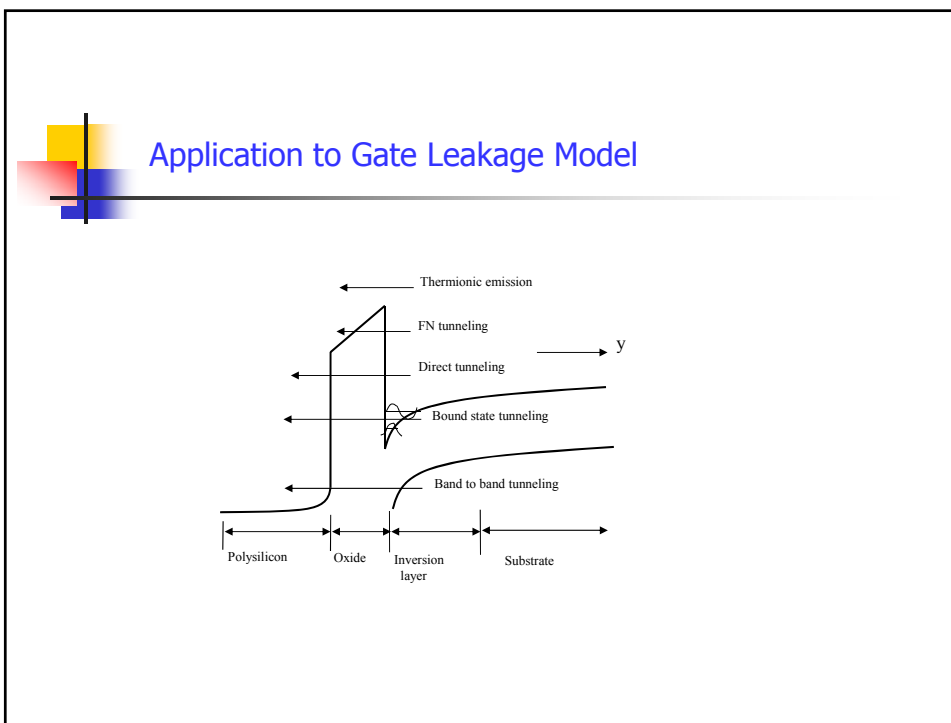 Application to Gate Leakage Model
Thermionic emission
FN tunneling
y
Direct tunneling
Bound state tunneling
Band to band tunneling
Polysilicon
Oxide
Inversion
layer
Substrate